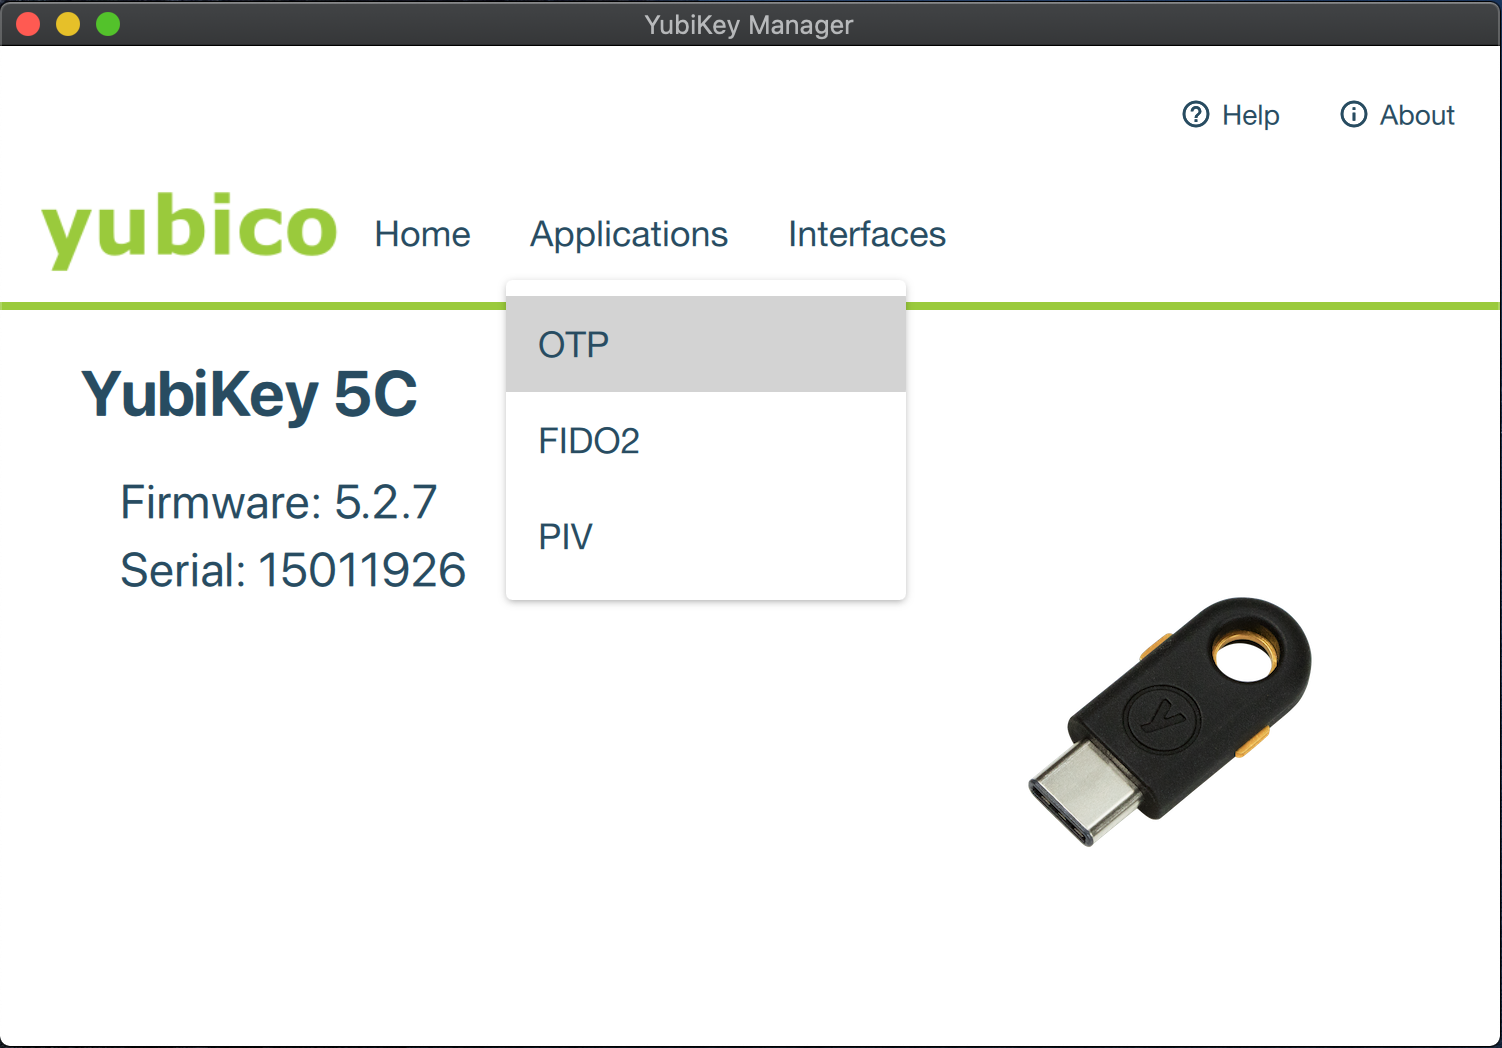 YubiKey Manager
Help
About
yubico
Home
Applications
Interfaces
OTP
FIDO2
PIV
YubiKey 5C
Firmware: 5.2.7
Serial: 15011926
y